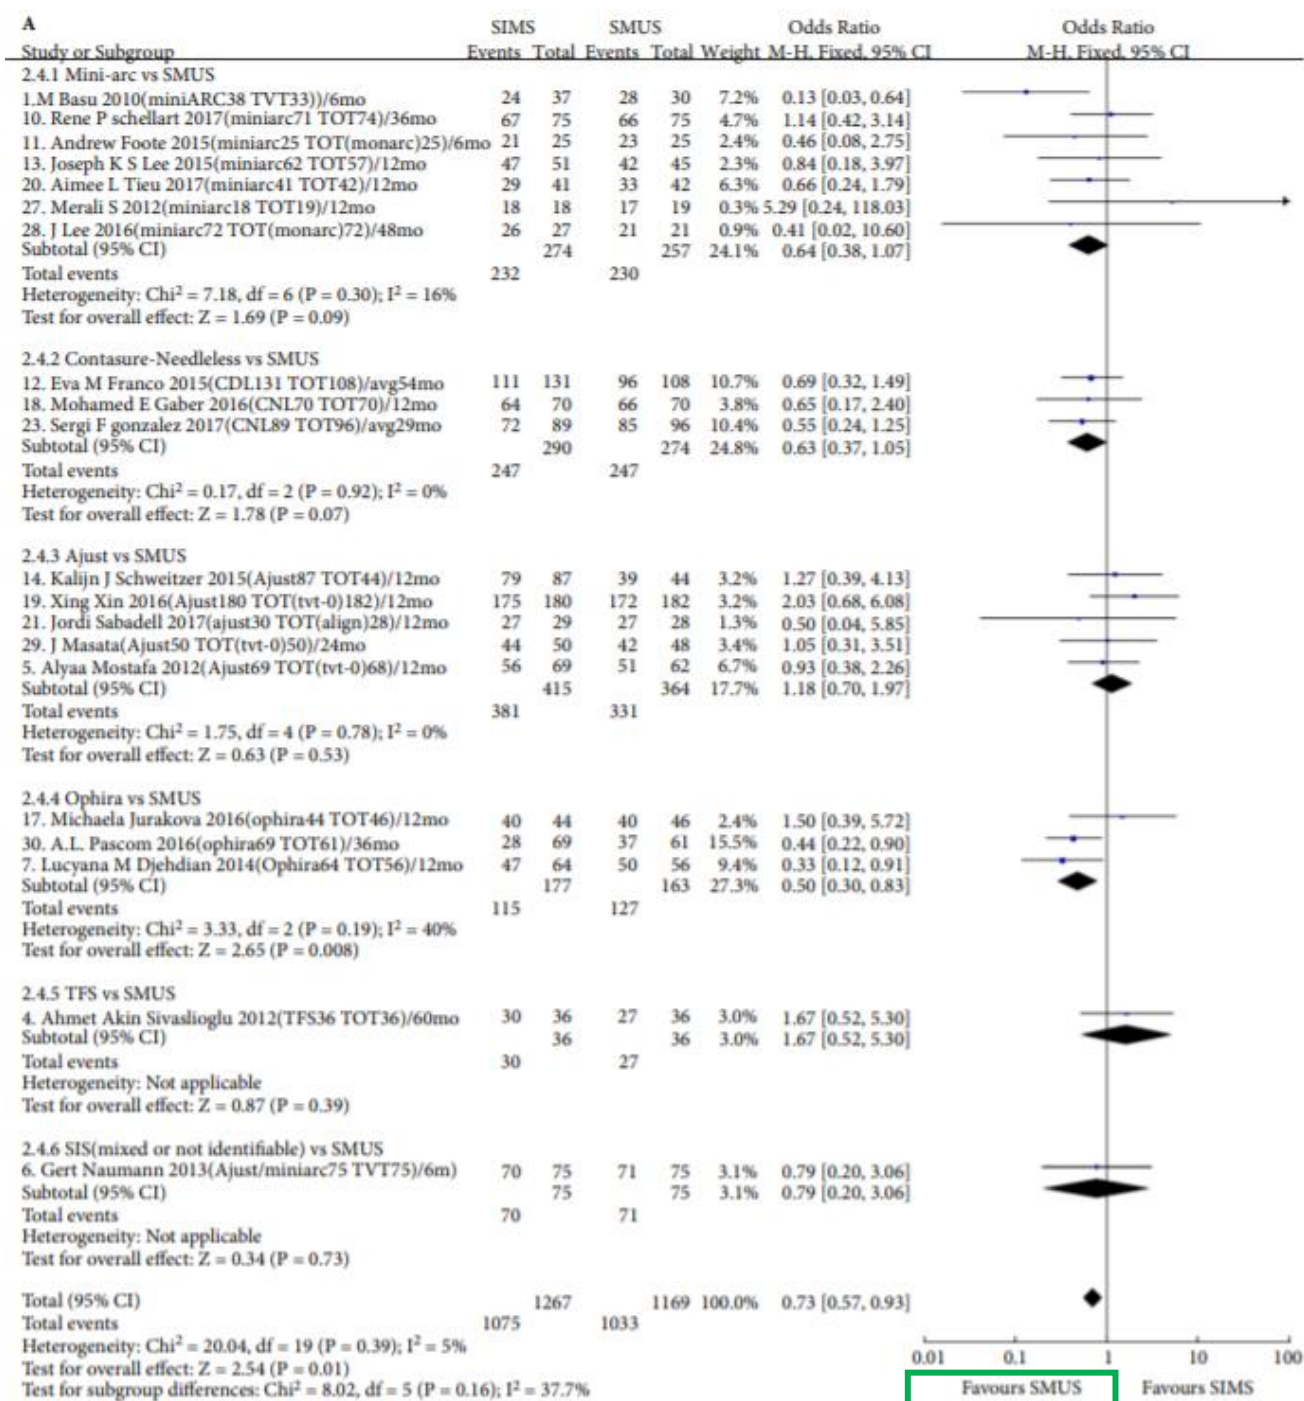 A
SIMS SMUS Odds Ratio Odds Ratio
Study or Subgroup Events Total Events Total Weight M-H, Fixed, 95% CI M-H, Fixed, 95% CI
2.4.1 Mini-arc vs SMUS
1.M Basu 2010(miniARC38 TVT33))/6mo 24 37 28 30 7.2% 0.13 [0.03, 0.64]
10. Rene P schellart 2017(miniarc71 TOT74)/36mo 67 75 66 75 4.7% 1.14 [0.42, 3.14]
11. Andrew Foote 2015(miniarc25 TOT(monarc)25)/6mo 21 25 23 25 2.4% 0.46 [0.08, 2.75]
13. Joseph K S Lee 2015(miniarc62 TOT57)/12mo 47 51 42 45 2.3% 0.84 [0.18, 3.97]
20. Aimee L Tieu 2017(miniarc41 TOT42)/12mo 29 41 33 42 6.3% 0.66 [0.24, 1.79]
27. Merali S 2012(miniarc18 TOT19)/12mo 18 18 17 19 0.3% 5.29 [0.24, 118.03]
28. J Lee 2016(miniarc72 TOT(monarc)72)/48mo 26 27 21 21 0.9% 0.41 [0.02, 10.60]
Subtotal (95% CI) 274 257 24.1% 0.64 [0.38, 1.07]
Total events 232 230
Heterogeneity: Chi² = 7.18, df = 6 (P = 0.30); I² = 16%
Test for overall effect: Z = 1.69 (P = 0.09)
2.4.2 Contasure-Needleless vs SMUS
12. Eva M Franco 2015(CDL131 TOT108)/avg54mo 111 131 96 108 10.7% 0.69 [0.32, 1.49]
18. Mohamed E Gaber 2016(CNL70 TOT70)/12mo 64 70 66 70 3.8% 0.65 [0.17, 2.40]
23. Sergi F gonzalez 2017(CNL89 TOT96)/avg29mo 72 89 85 96 10.4% 0.55 [0.24, 1.25]
Subtotal (95% CI) 290 274 24.8% 0.63 [0.37, 1.05]
Total events 247 247
Heterogeneity: Chi² = 0.17, df = 2 (P = 0.92); I² = 0%
Test for overall effect: Z = 1.78 (P = 0.07)
2.4.3 Ajust vs SMUS
14. Kalijn J Schweitzer 2015(Ajust87 TOT44)/12mo 79 87 39 44 3.2% 1.27 [0.39, 4.13]
19. Xing Xin 2016(Ajust180 TOT(tvt-0)182)/12mo 175 180 172 182 3.2% 2.03 [0.68, 6.08]
21. Jordi Sabadell 2017(ajust30 TOT(align)28)/12mo 27 29 27 28 1.3% 0.50 [0.04, 5.85]
29. J Masata(Ajust50 TOT(tvt-0)50)/24mo 44 50 42 48 3.4% 1.05 [0.31, 3.51]
5. Alyaa Mostafa 2012(Ajust69 TOT(tvt-0)68)/12mo 56 69 51 62 6.7% 0.93 [0.38, 2.26]
Subtotal (95% CI) 415 364 17.7% 1.18 [0.70, 1.97]
Total events 381 331
Heterogeneity: Chi² = 1.75, df = 4 (P = 0.78); I² = 0%
Test for overall effect: Z = 0.63 (P = 0.53)
2.4.4 Ophira vs SMUS
17. Michaela Jurakova 2016(ophira44 TOT46)/12mo 40 44 40 46 2.4% 1.50 [0.39, 5.72]
30. A.L. Pascom 2016(ophira69 TOT61)/36mo 28 69 37 61 15.5% 0.44 [0.22, 0.90]
7. Lucyana M Djehdian 2014(Ophira64 TOT56)/12mo 47 64 50 56 9.4% 0.33 [0.12, 0.91]
Subtotal (95% CI) 177 163 27.3% 0.50 [0.30, 0.83]
Total events 115 127
Heterogeneity: Chi² = 3.33, df = 2 (P = 0.19); I² = 40%
Test for overall effect: Z = 2.65 (P = 0.008)
2.4.5 TFS vs SMUS
4. Ahmet Akin Sivaslioglu 2012(TFS36 TOT36)/60mo 30 36 27 36 3.0% 1.67 [0.52, 5.30]
Subtotal (95% CI) 36 36 3.0% 1.67 [0.52, 5.30]
Total events 30 27
Heterogeneity: Not applicable
Test for overall effect: Z = 0.87 (P = 0.39)
2.4.6 SIS(mixed or not identifiable) vs SMUS
6. Gert Naumann 2013(Ajust/miniarc75 TVT75)/6m) 70 75 71 75 3.1% 0.79 [0.20, 3.06]
Subtotal (95% CI) 75 75 3.1% 0.79 [0.20, 3.06]
Total events 70 71
Heterogeneity: Not applicable
Test for overall effect: Z = 0.34 (P = 0.73)
Total (95% CI) 1267 1169 100.0% 0.73 [0.57, 0.93]
Total events 1075 1033
Heterogeneity: Chi² = 20.04, df = 19 (P = 0.39); I² = 5%
Test for overall effect: Z = 2.54 (P = 0.01)
Test for subgroup differences: Chi² = 8.02, df = 5 (P = 0.16); I² = 37.7%
0.01 0.1 1 10 100
Favours SMUS Favours SIMS